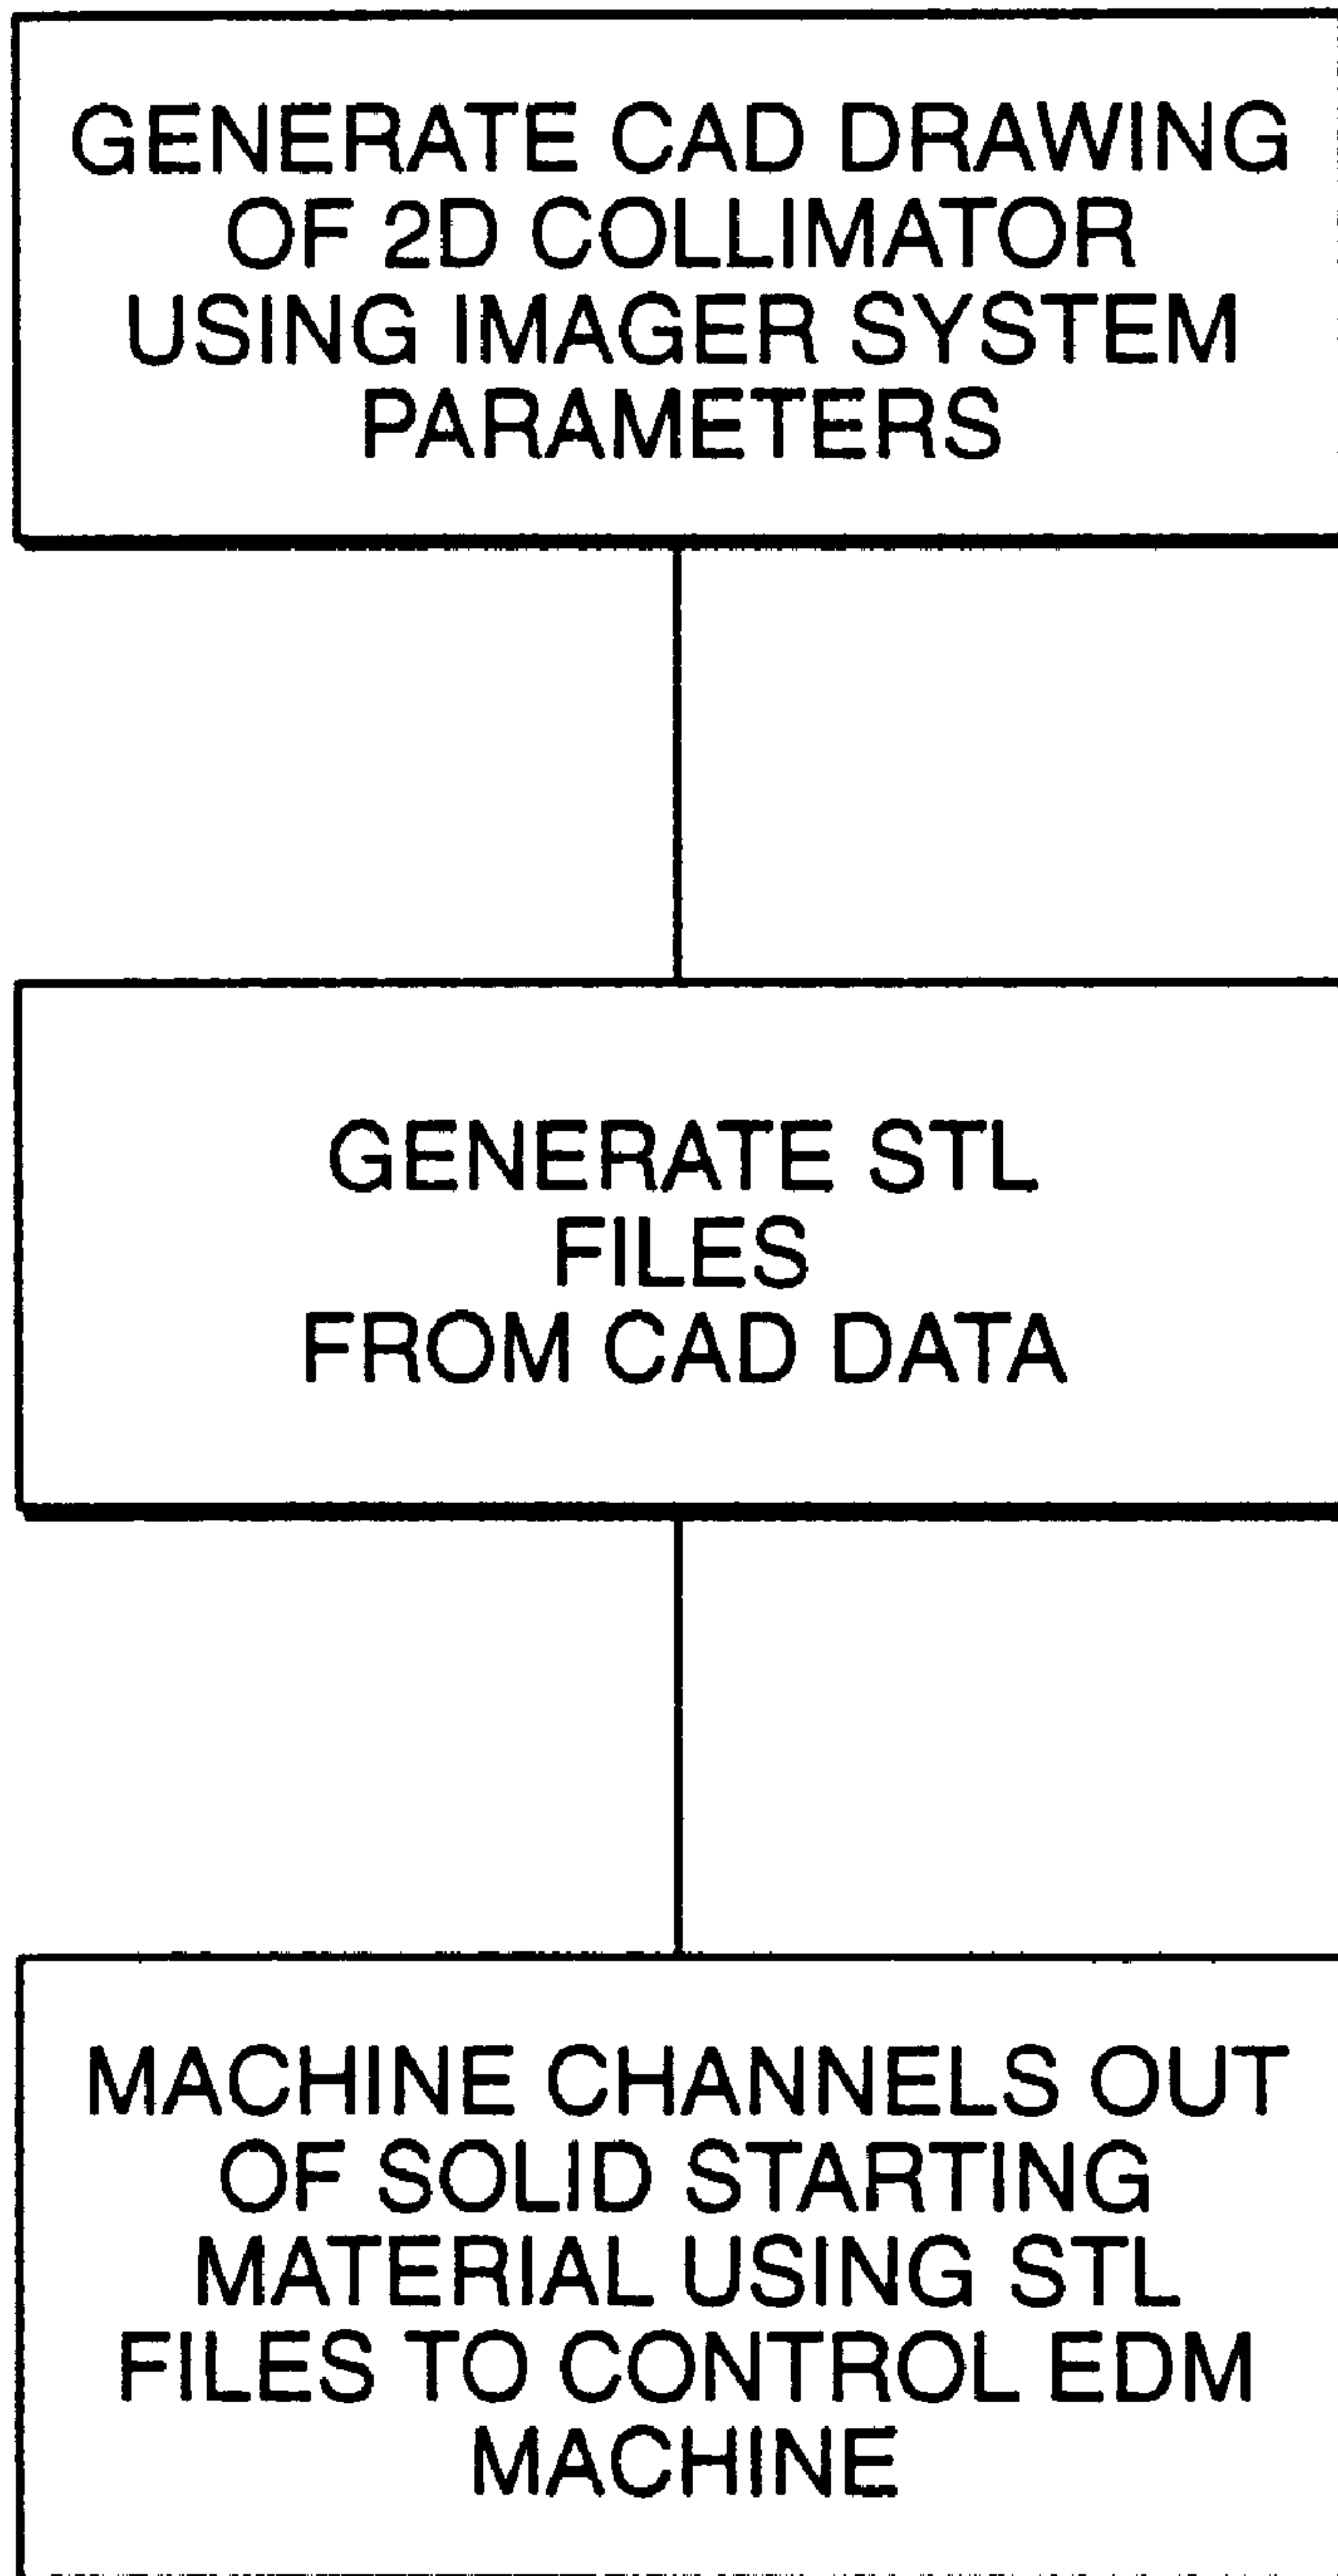 GENERATE CAD DRAWING
OF 2D COLLIMATOR
USING IMAGER SYSTEM
PARAMETERS
GENERATE STL
FILES
FROM CAD DATA
MACHINE CHANNELS OUT
OF SOLID STARTING
MATERIAL USING STL
FILES TO CONTROL EDM
MACHINE